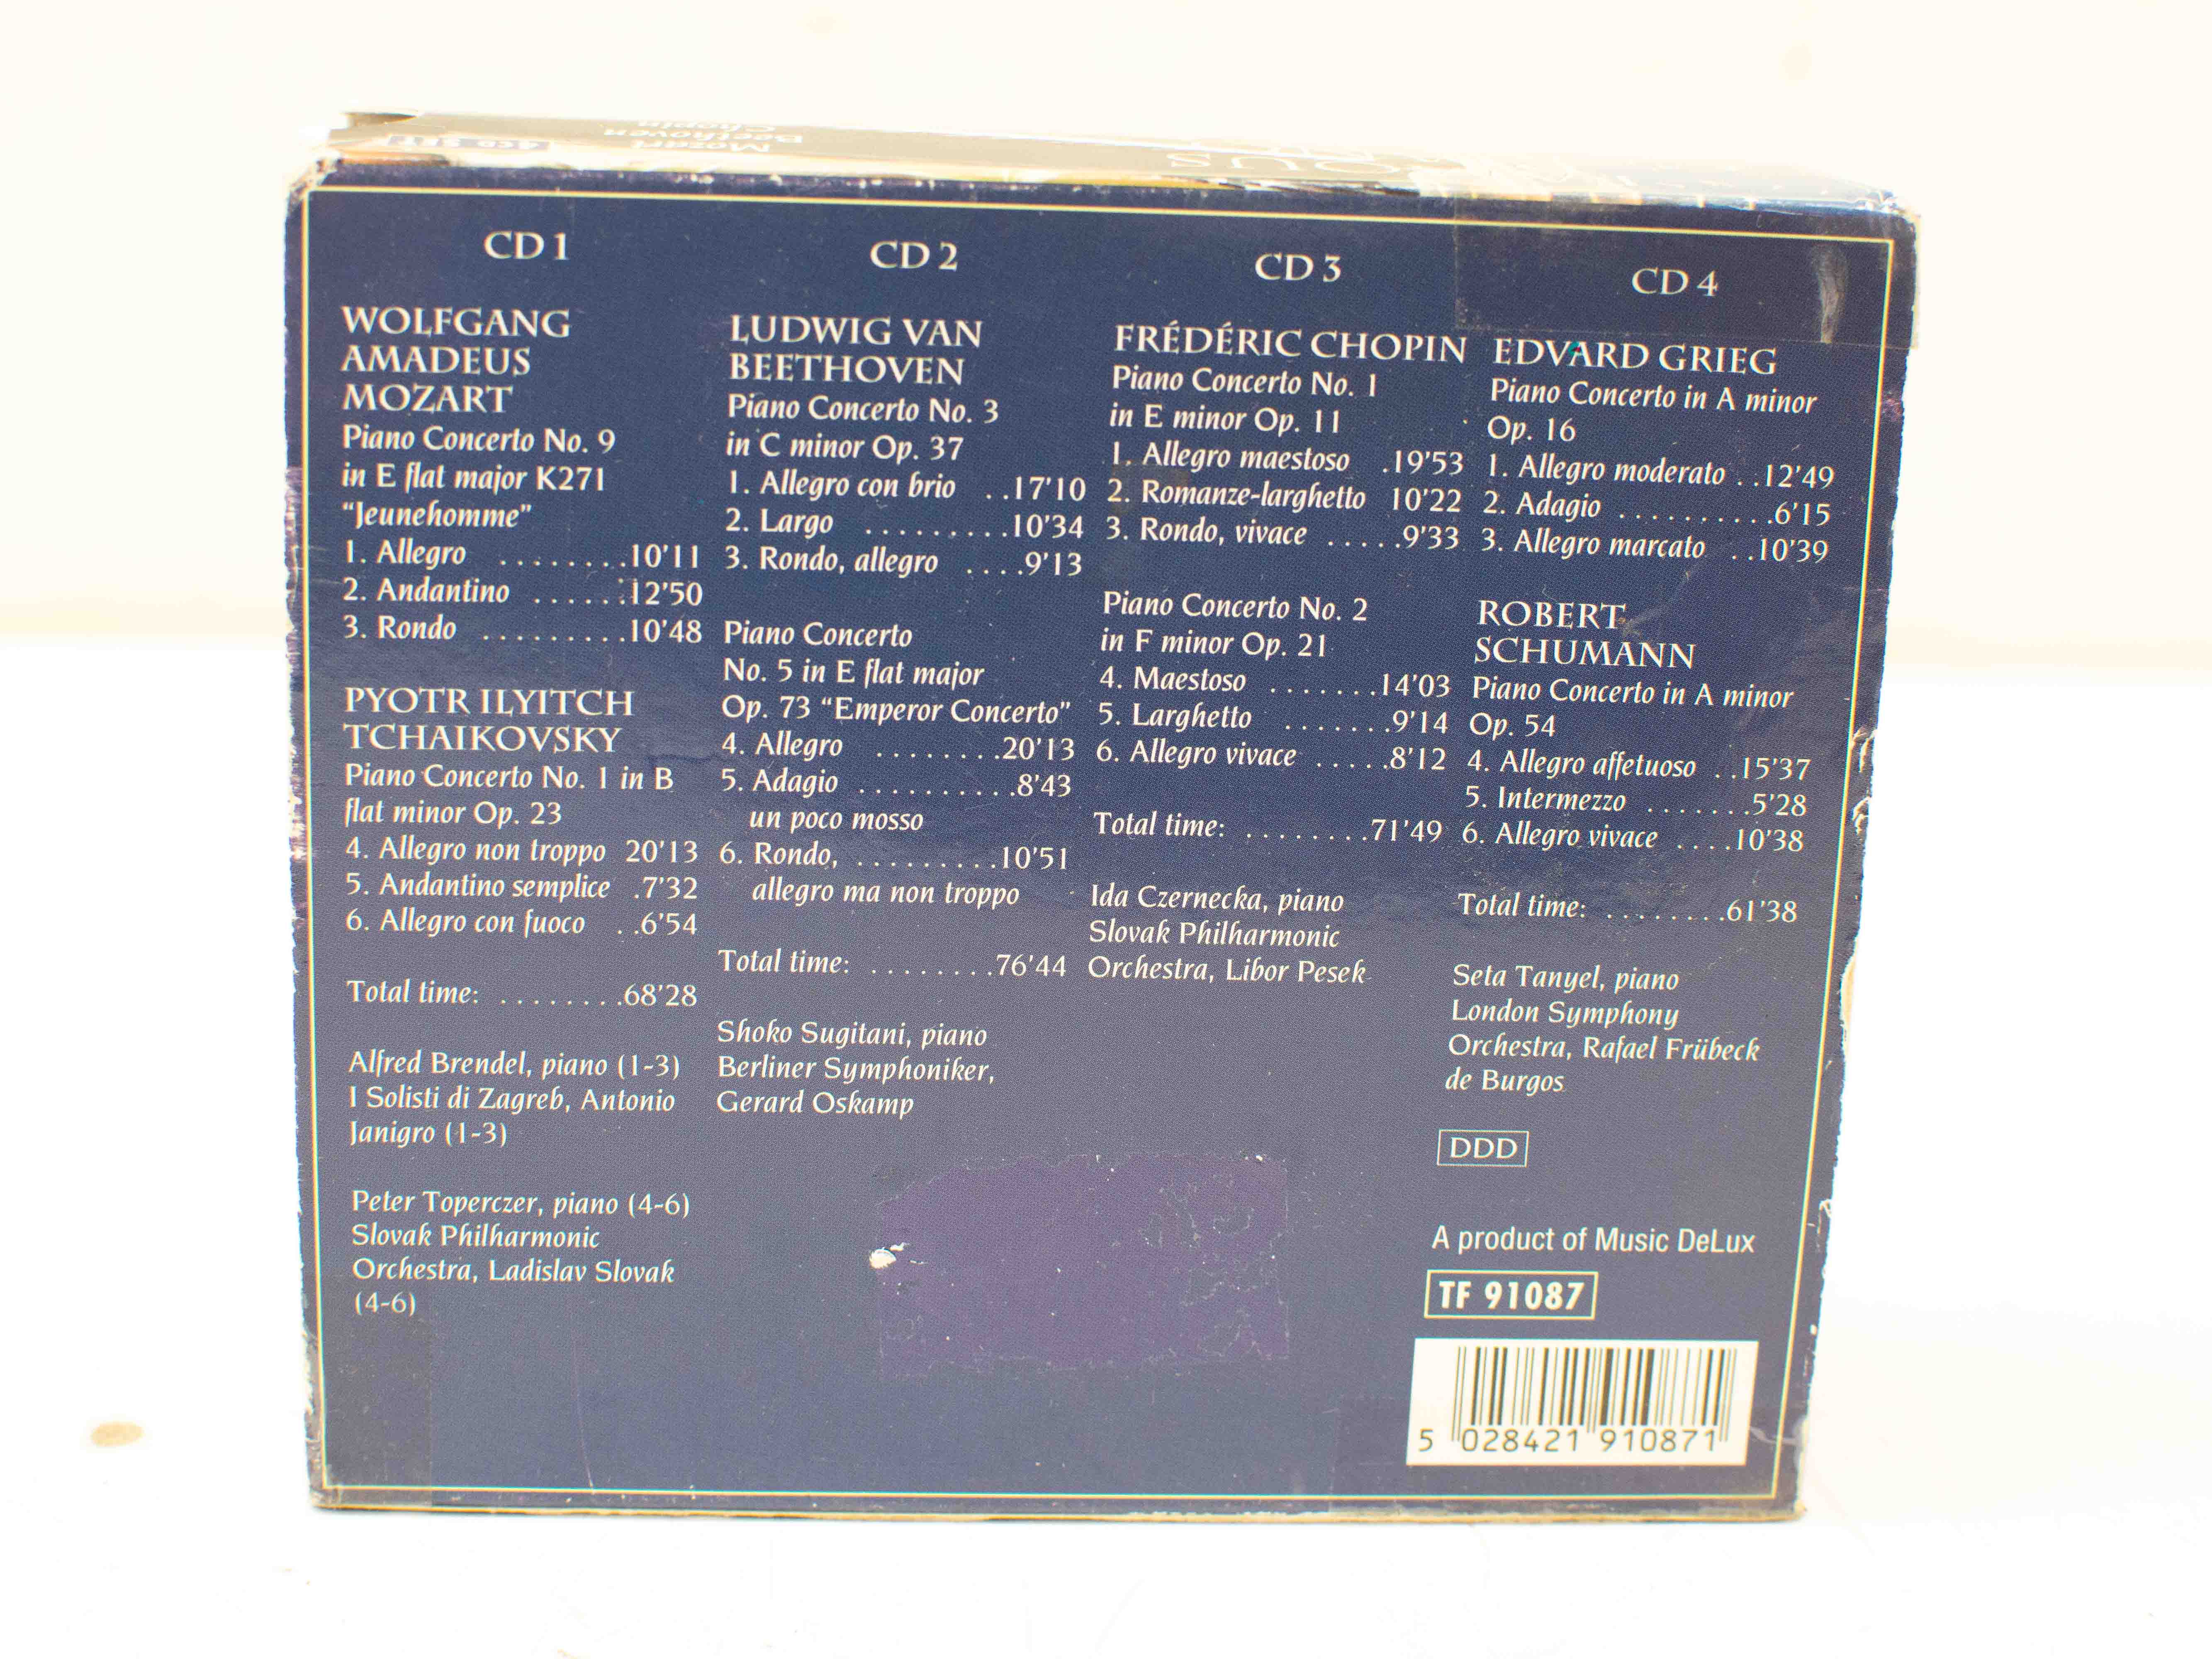 4CD SET
Mozart
Beethoven
Chopin
CD 1
WOLFGANG
AMADEUS
MOZART
Piano Concerto No. 9
in E flat major K271
“Jeunehomme”
1. Allegro ........10'11
2. Andantino ......12'50
3. Rondo .........10'48
PYOTR ILYITCH
TCHAIKOVSKY
Piano Concerto No. 1 in B
flat minor Op. 23
4. Allegro non troppo 20'13
5. Andantino semplice .7'32
6. Allegro con fuoco ..6'54
Total time: ........68'28
Alfred Brendel, piano (1-3)
I Solisti di Zagreb, Antonio
Janigro (1-3)
Peter Toperczer, piano (4-6)
Slovak Philharmonic
Orchestra, Ladislav Slovak
(4-6)
CD 2
LUDWIG VAN
BEETHOVEN
Piano Concerto No. 3
in C minor Op. 37
1. Allegro con brio ..17'10
2. Largo .........10'34
3. Rondo, allegro ....9'13
Piano Concerto
No. 5 in E flat major
Op. 73 “Emperor Concerto”
4. Allegro ........20'13
5. Adagio ..........8'43
un poco mosso
6. Rondo, .........10'51
allegro ma non troppo
Total time: ........76'44
Shoko Sugitani, piano
Berliner Symphoniker,
Gerard Oskamp
CD 3
FRÉDÉRIC CHOPIN
Piano Concerto No. 1
in E minor Op. 11
1. Allegro maestoso .19'53
2. Romanze-larghetto 10'22
3. Rondo, vivace .....9'33
Piano Concerto No. 2
in F minor Op. 21
4. Maestoso .......14'03
5. Larghetto .......9'14
6. Allegro vivace .....8'12
Total time: ........71'49
Ida Czernecka, piano
Slovak Philharmonic
Orchestra, Libor Pesek
CD 4
EDVARD GRIEG
Piano Concerto in A minor
Op. 16
1. Allegro moderato ..12'49
2. Adagio ..........6'15
3. Allegro marcato ..10'39
ROBERT
SCHUMANN
Piano Concerto in A minor
Op. 54
4. Allegro affetuoso ..15'37
5. Intermezzo .......5'28
6. Allegro vivace ....10'38
Total time: ........61'38
Seta Tanyel, piano
London Symphony
Orchestra, Rafael Frübeck
de Burgos
DDD
A product of Music DeLux
TF 91087
5 028421 910871